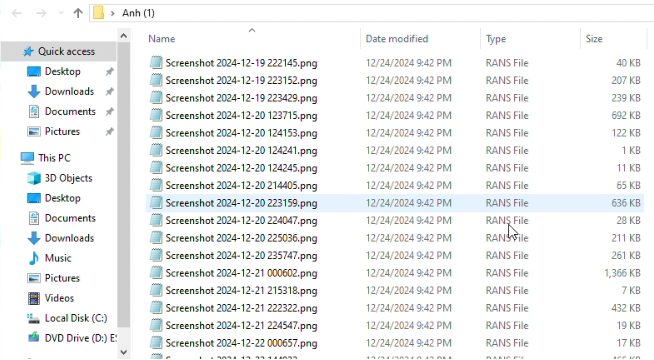 Anh (1)
Name Date modified Type Size
Quick access
Desktop
Downloads
Documents
Pictures
This PC
3D Objects
Desktop
Documents
Downloads
Music
Pictures
Videos
Local Disk (C:)
DVD Drive (D:) E
Screenshot 2024-12-19 222145.png 12/24/2024 9:42 PM RANS File 40 KB
Screenshot 2024-12-19 223152.png 12/24/2024 9:42 PM RANS File 207 KB
Screenshot 2024-12-19 223429.png 12/24/2024 9:42 PM RANS File 239 KB
Screenshot 2024-12-20 123715.png 12/24/2024 9:42 PM RANS File 692 KB
Screenshot 2024-12-20 124153.png 12/24/2024 9:42 PM RANS File 122 KB
Screenshot 2024-12-20 124241.png 12/24/2024 9:42 PM RANS File 1 KB
Screenshot 2024-12-20 124245.png 12/24/2024 9:42 PM RANS File 11 KB
Screenshot 2024-12-20 214405.png 12/24/2024 9:42 PM RANS File 65 KB
Screenshot 2024-12-20 223159.png 12/24/2024 9:42 PM RANS File 636 KB
Screenshot 2024-12-20 224047.png 12/24/2024 9:42 PM RANS File 28 KB
Screenshot 2024-12-20 225036.png 12/24/2024 9:42 PM RANS File 211 KB
Screenshot 2024-12-20 235747.png 12/24/2024 9:42 PM RANS File 261 KB
Screenshot 2024-12-21 000602.png 12/24/2024 9:42 PM RANS File 1,366 KB
Screenshot 2024-12-21 215318.png 12/24/2024 9:42 PM RANS File 7 KB
Screenshot 2024-12-21 222322.png 12/24/2024 9:42 PM RANS File 432 KB
Screenshot 2024-12-21 224547.png 12/24/2024 9:42 PM RANS File 19 KB
Screenshot 2024-12-22 000657.png 12/24/2024 9:42 PM RANS File 17 KB